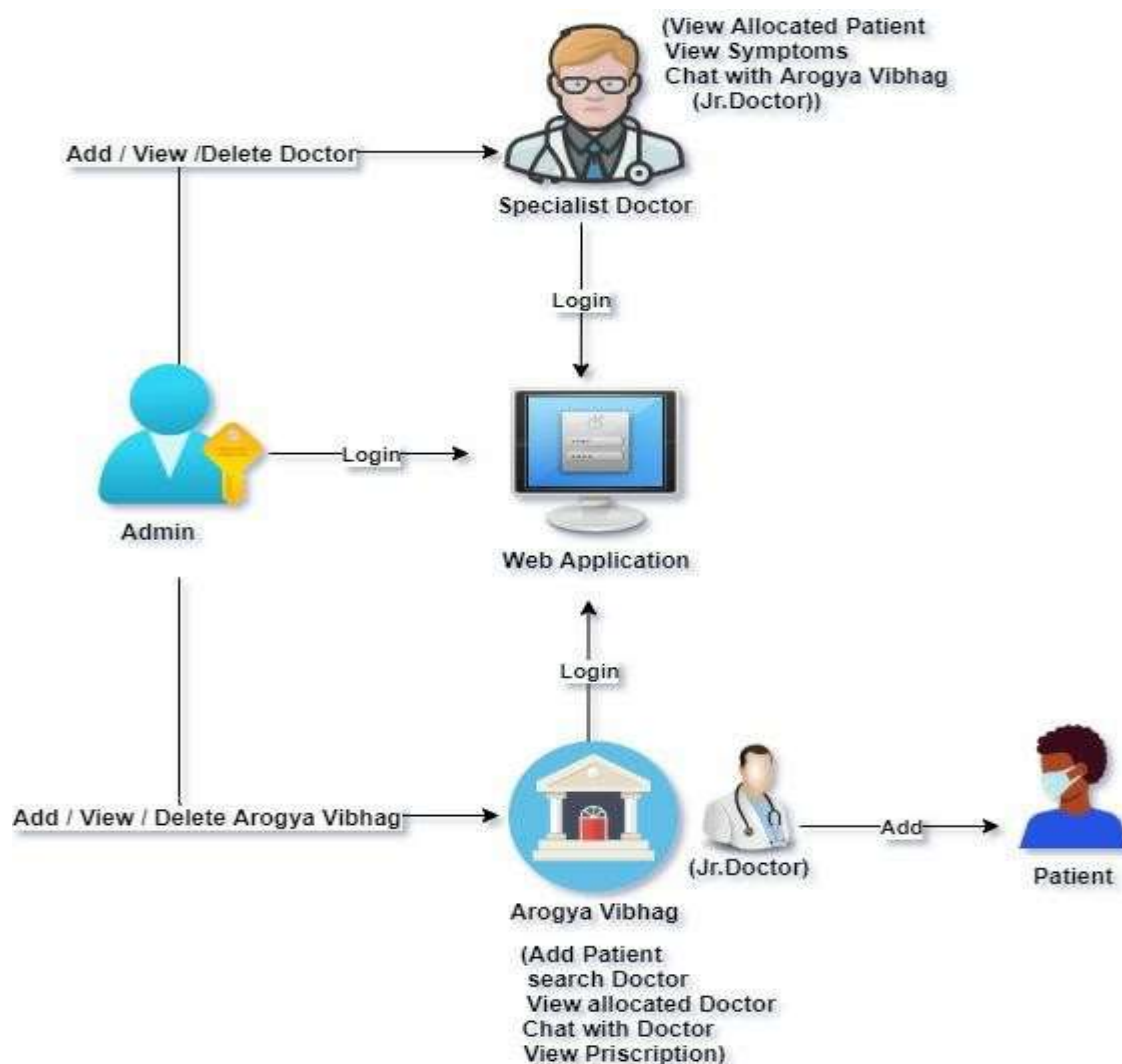 (View Allocated Patient
View Symptoms
Chat with Arogya Vibhag
(Jr.Doctor))
Add / View /Delete Doctor
Specialist Doctor
Login
Login
Admin
Web Application
Login
Add / View / Delete Arogya Vibhag
(Jr.Doctor)
Add
Patient
Arogya Vibhag
(Add Patient
search Doctor
View allocated Doctor
Chat with Doctor
View Priscription)